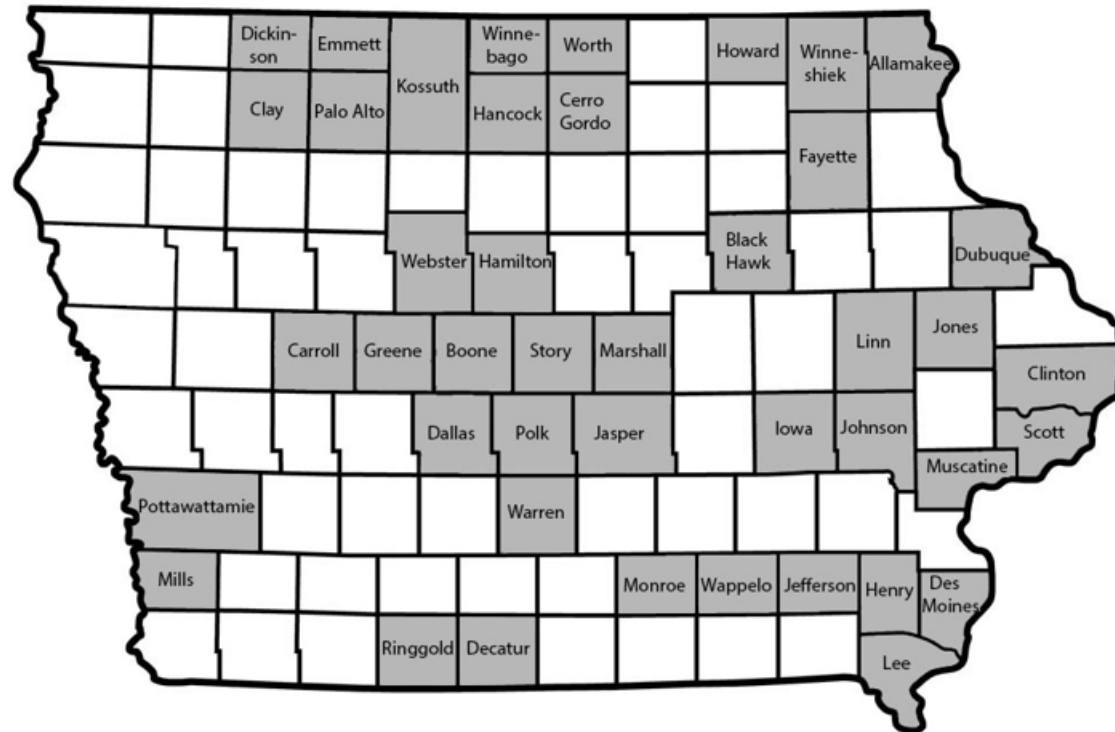 Dickin-
son
Emmett
Kossuth
Winne-
bago
Worth
Howard
Winne-
shiek
Allamakee
Clay
Palo Alto
Hancock
Cerro
Gordo
Fayette
Webster
Hamilton
Black
Hawk
Dubuque
Carroll
Greene
Boone
Story
Marshall
Linn
Jones
Clinton
Dallas
Polk
Jasper
Iowa
Johnson
Scott
Muscatine
Pottawattamie
Warren
Mills
Monroe
Wappelo
Jefferson
Henry
Des
Moines
Ringgold
Decatur
Lee